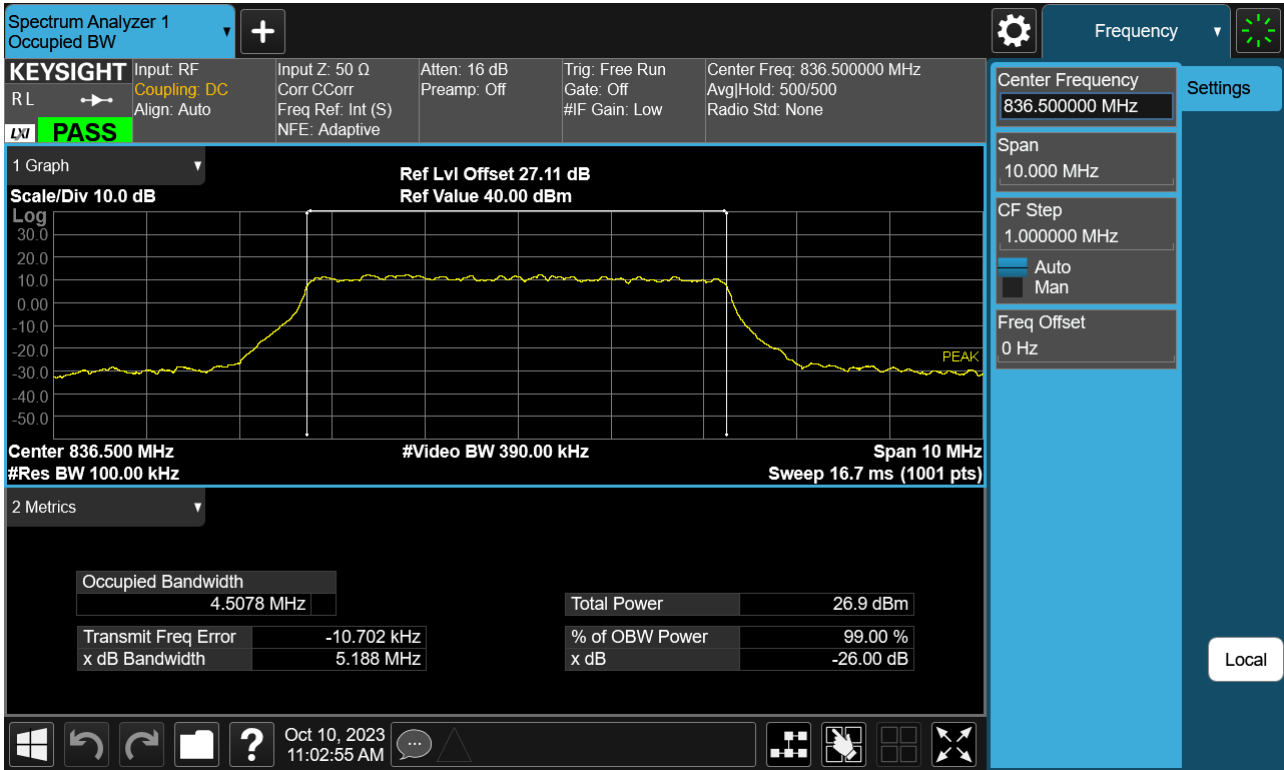 Spectrum Analyzer 1
Occupied BW
Frequency
KEYSIGHT
R L
LXI
PASS
Input: RF
Coupling: DC
Align: Auto
Input Z: 50 Ω
Corr CCorr
Freq Ref: Int (S)
NFE: Adaptive
Atten: 16 dB
Preamp: Off
Trig: Free Run
Gate: Off
#IF Gain: Low
Center Freq: 836.500000 MHz
Avg|Hold: 500/500
Radio Std: None
1 Graph
Scale/Div 10.0 dB
Ref Lvl Offset 27.11 dB
Ref Value 40.00 dBm
Log
30.0
20.0
10.0
0.00
-10.0
-20.0
-30.0
-40.0
-50.0
PEAK
Center 836.500 MHz
#Video BW 390.00 kHz
Span 10 MHz
#Res BW 100.00 kHz
Sweep 16.7 ms (1001 pts)
2 Metrics
Occupied Bandwidth
4.5078 MHz
Transmit Freq Error -10.702 kHz
x dB Bandwidth 5.188 MHz
Total Power 26.9 dBm
% of OBW Power 99.00 %
x dB -26.00 dB
Oct 10, 2023
11:02:55 AM
Center Frequency
836.500000 MHz
Span
10.000 MHz
CF Step
1.000000 MHz
Auto
Man
Freq Offset
0 Hz
Settings
Local